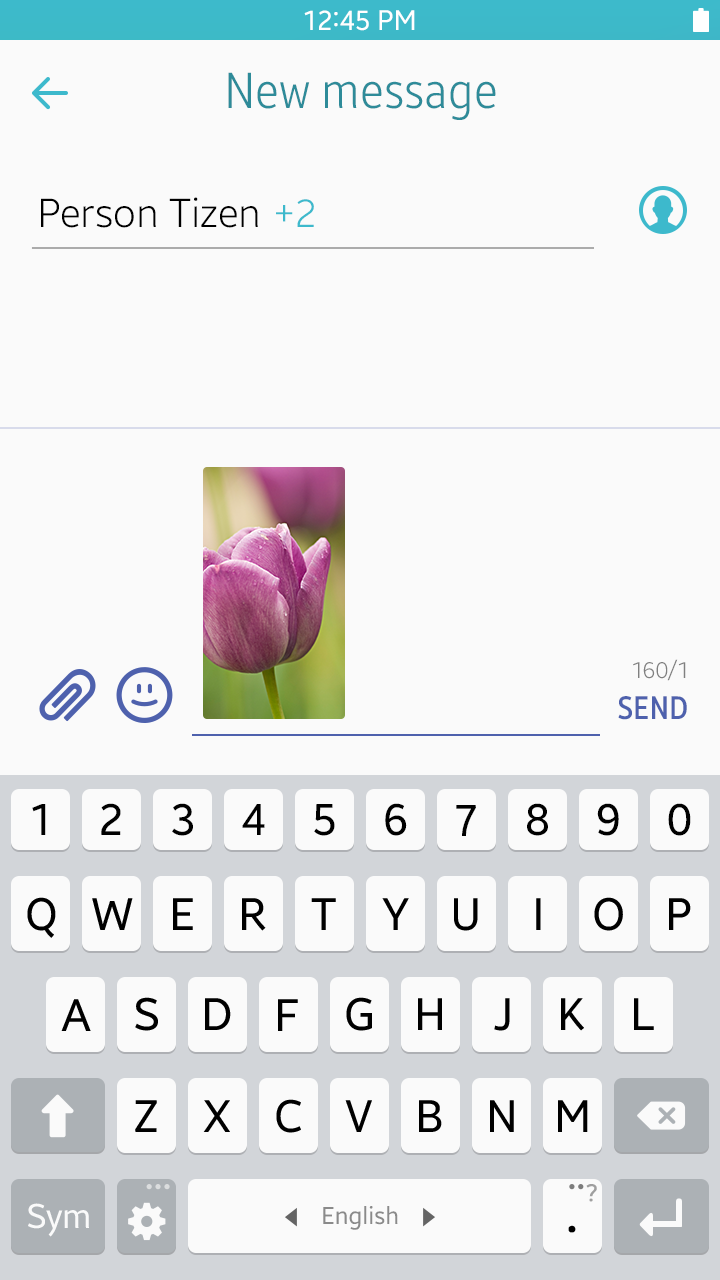 12:45 PM
New message
Person Tizen +2
160/1
SEND
1 2 3 4 5 6 7 8 9 0
Q W E R T Y U I O P
A S D F G H J K L
Z X C V B N M
Sym English . ?